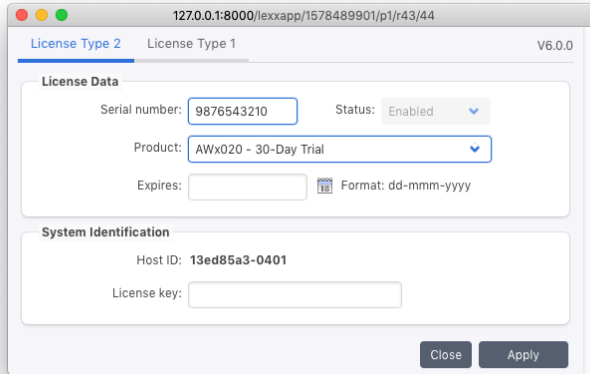 127.0.0.1:8000/lexxapp/1578489901/p1/r43/44
License Type 2 License Type 1 V6.0.0
License Data
Serial number: 9876543210 Status: Enabled
Product: AWx020 - 30-Day Trial
Expires: 18 Format: dd-mmm-yyyy
System Identification
Host ID: 13ed85a3-0401
License key:
Close Apply